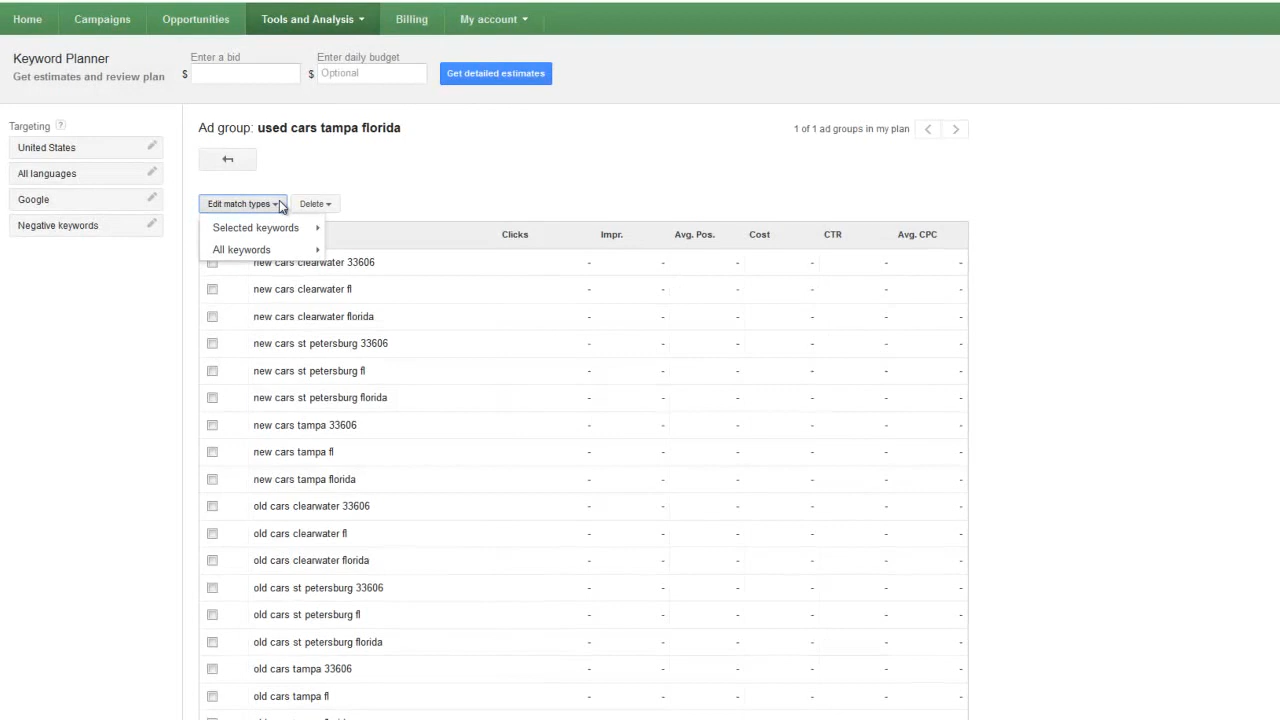 Home Campaigns Opportunities Tools and Analysis Billing My account
Keyword Planner
Get estimates and review plan
Enter a bid
$
Enter daily budget
$ Optional
Get detailed estimates
Targeting ?
United States
All languages
Google
Negative keywords
Ad group: used cars tampa florida
1 of 1 ad groups in my plan
Edit match types Delete
Selected keywords
All keywords
Clicks Impr. Avg. Pos. Cost CTR Avg. CPC
new cars clearwater 33606 - - - - - -
new cars clearwater fl - - - - - -
new cars clearwater florida - - - - - -
new cars st petersburg 33606 - - - - - -
new cars st petersburg fl - - - - - -
new cars st petersburg florida - - - - - -
new cars tampa 33606 - - - - - -
new cars tampa fl - - - - - -
new cars tampa florida - - - - - -
old cars clearwater 33606 - - - - - -
old cars clearwater fl - - - - - -
old cars clearwater florida - - - - - -
old cars st petersburg 33606 - - - - - -
old cars st petersburg fl - - - - - -
old cars st petersburg florida - - - - - -
old cars tampa 33606 - - - - - -
old cars tampa fl - - - - - -